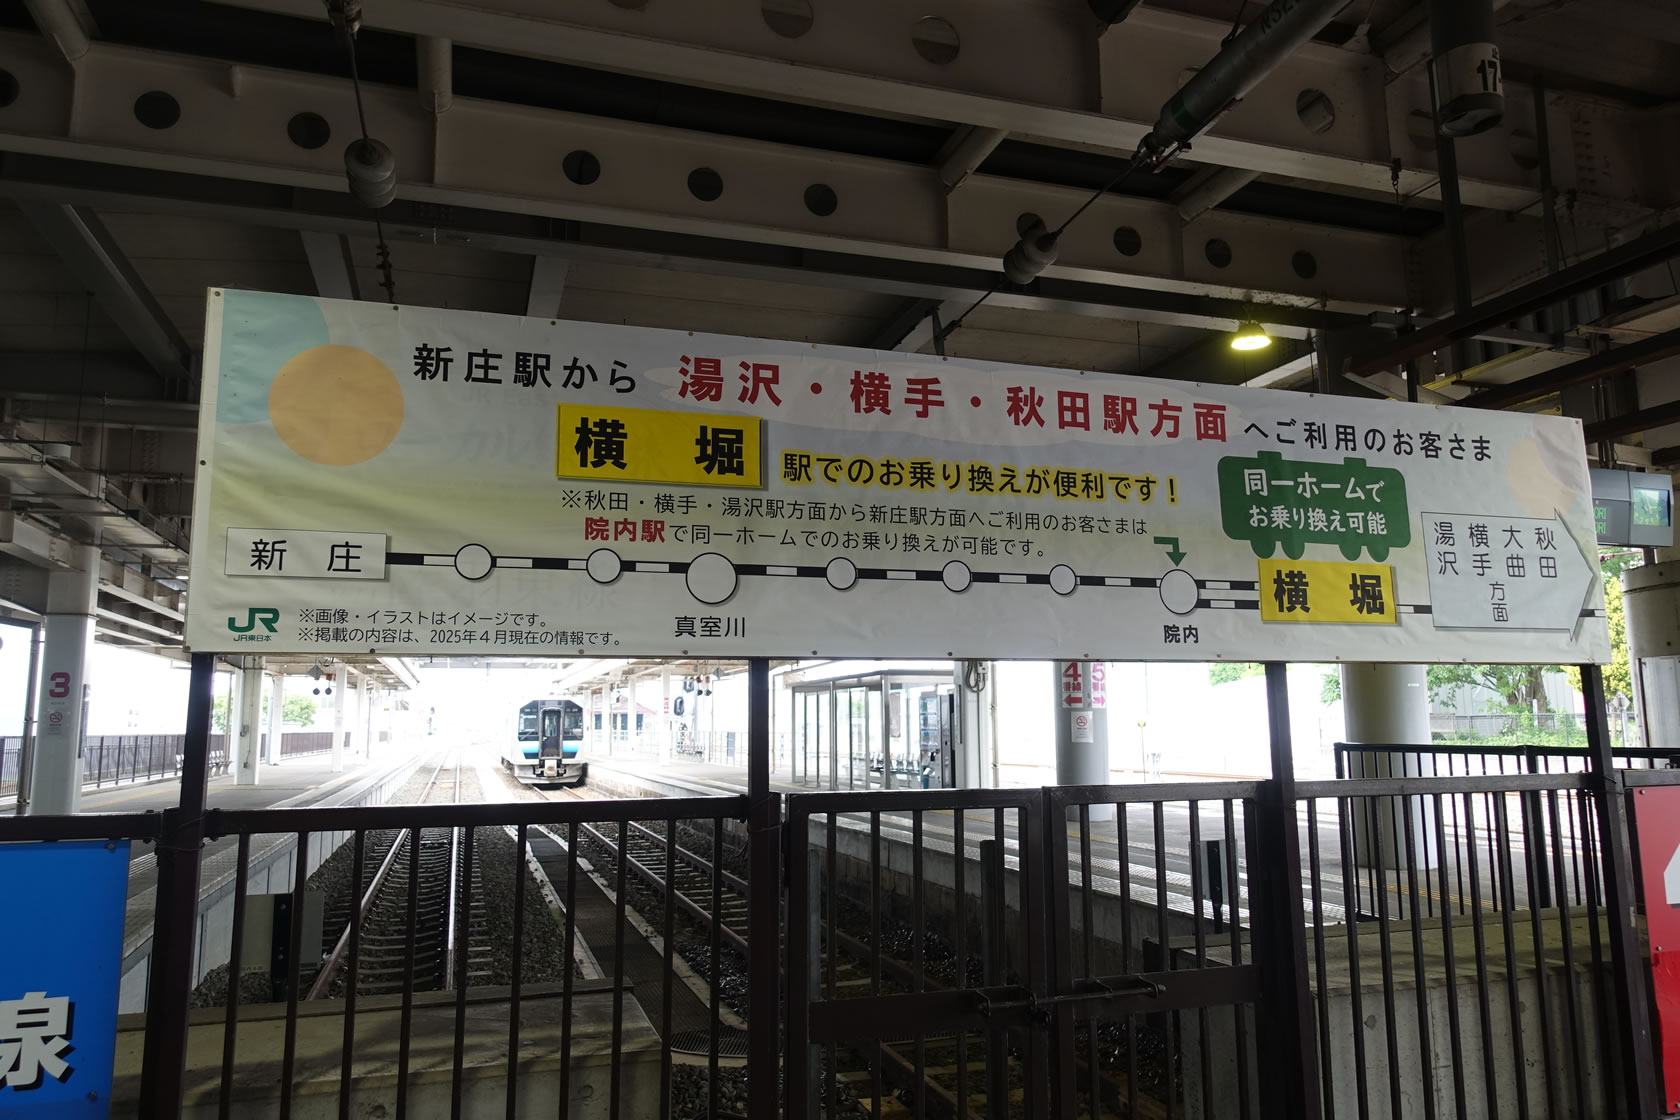 新庄駅から 湯沢・横手・秋田駅方面 へご利用のお客さま
横 堀 駅でのお乗り換えが便利です！
※秋田・横手・湯沢駅方面から新庄駅方面へご利用のお客さまは
院内駅で同一ホームでのお乗り換えが可能です。
同一ホームで
お乗り換え可能
新 庄
真室川
院内
横 堀
湯沢
横手
大曲
秋田
方面
JR
JR東日本
※画像・イラストはイメージです。
※掲載の内容は、2025年4月現在の情報です。
3
4
番線
5
番線
17
線